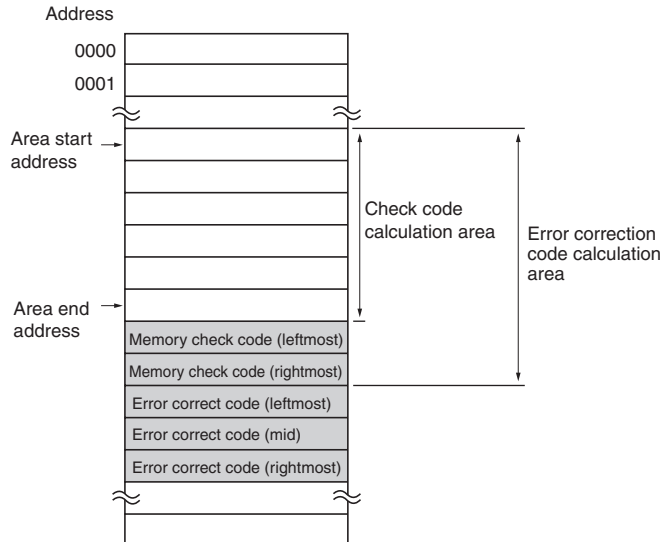 Address
0000
0001
Area start
address
Check code
calculation area
Error correction
code calculation
area
Area end
address
Memory check code (leftmost)
Memory check code (rightmost)
Error correct code (leftmost)
Error correct code (mid)
Error correct code (rightmost)